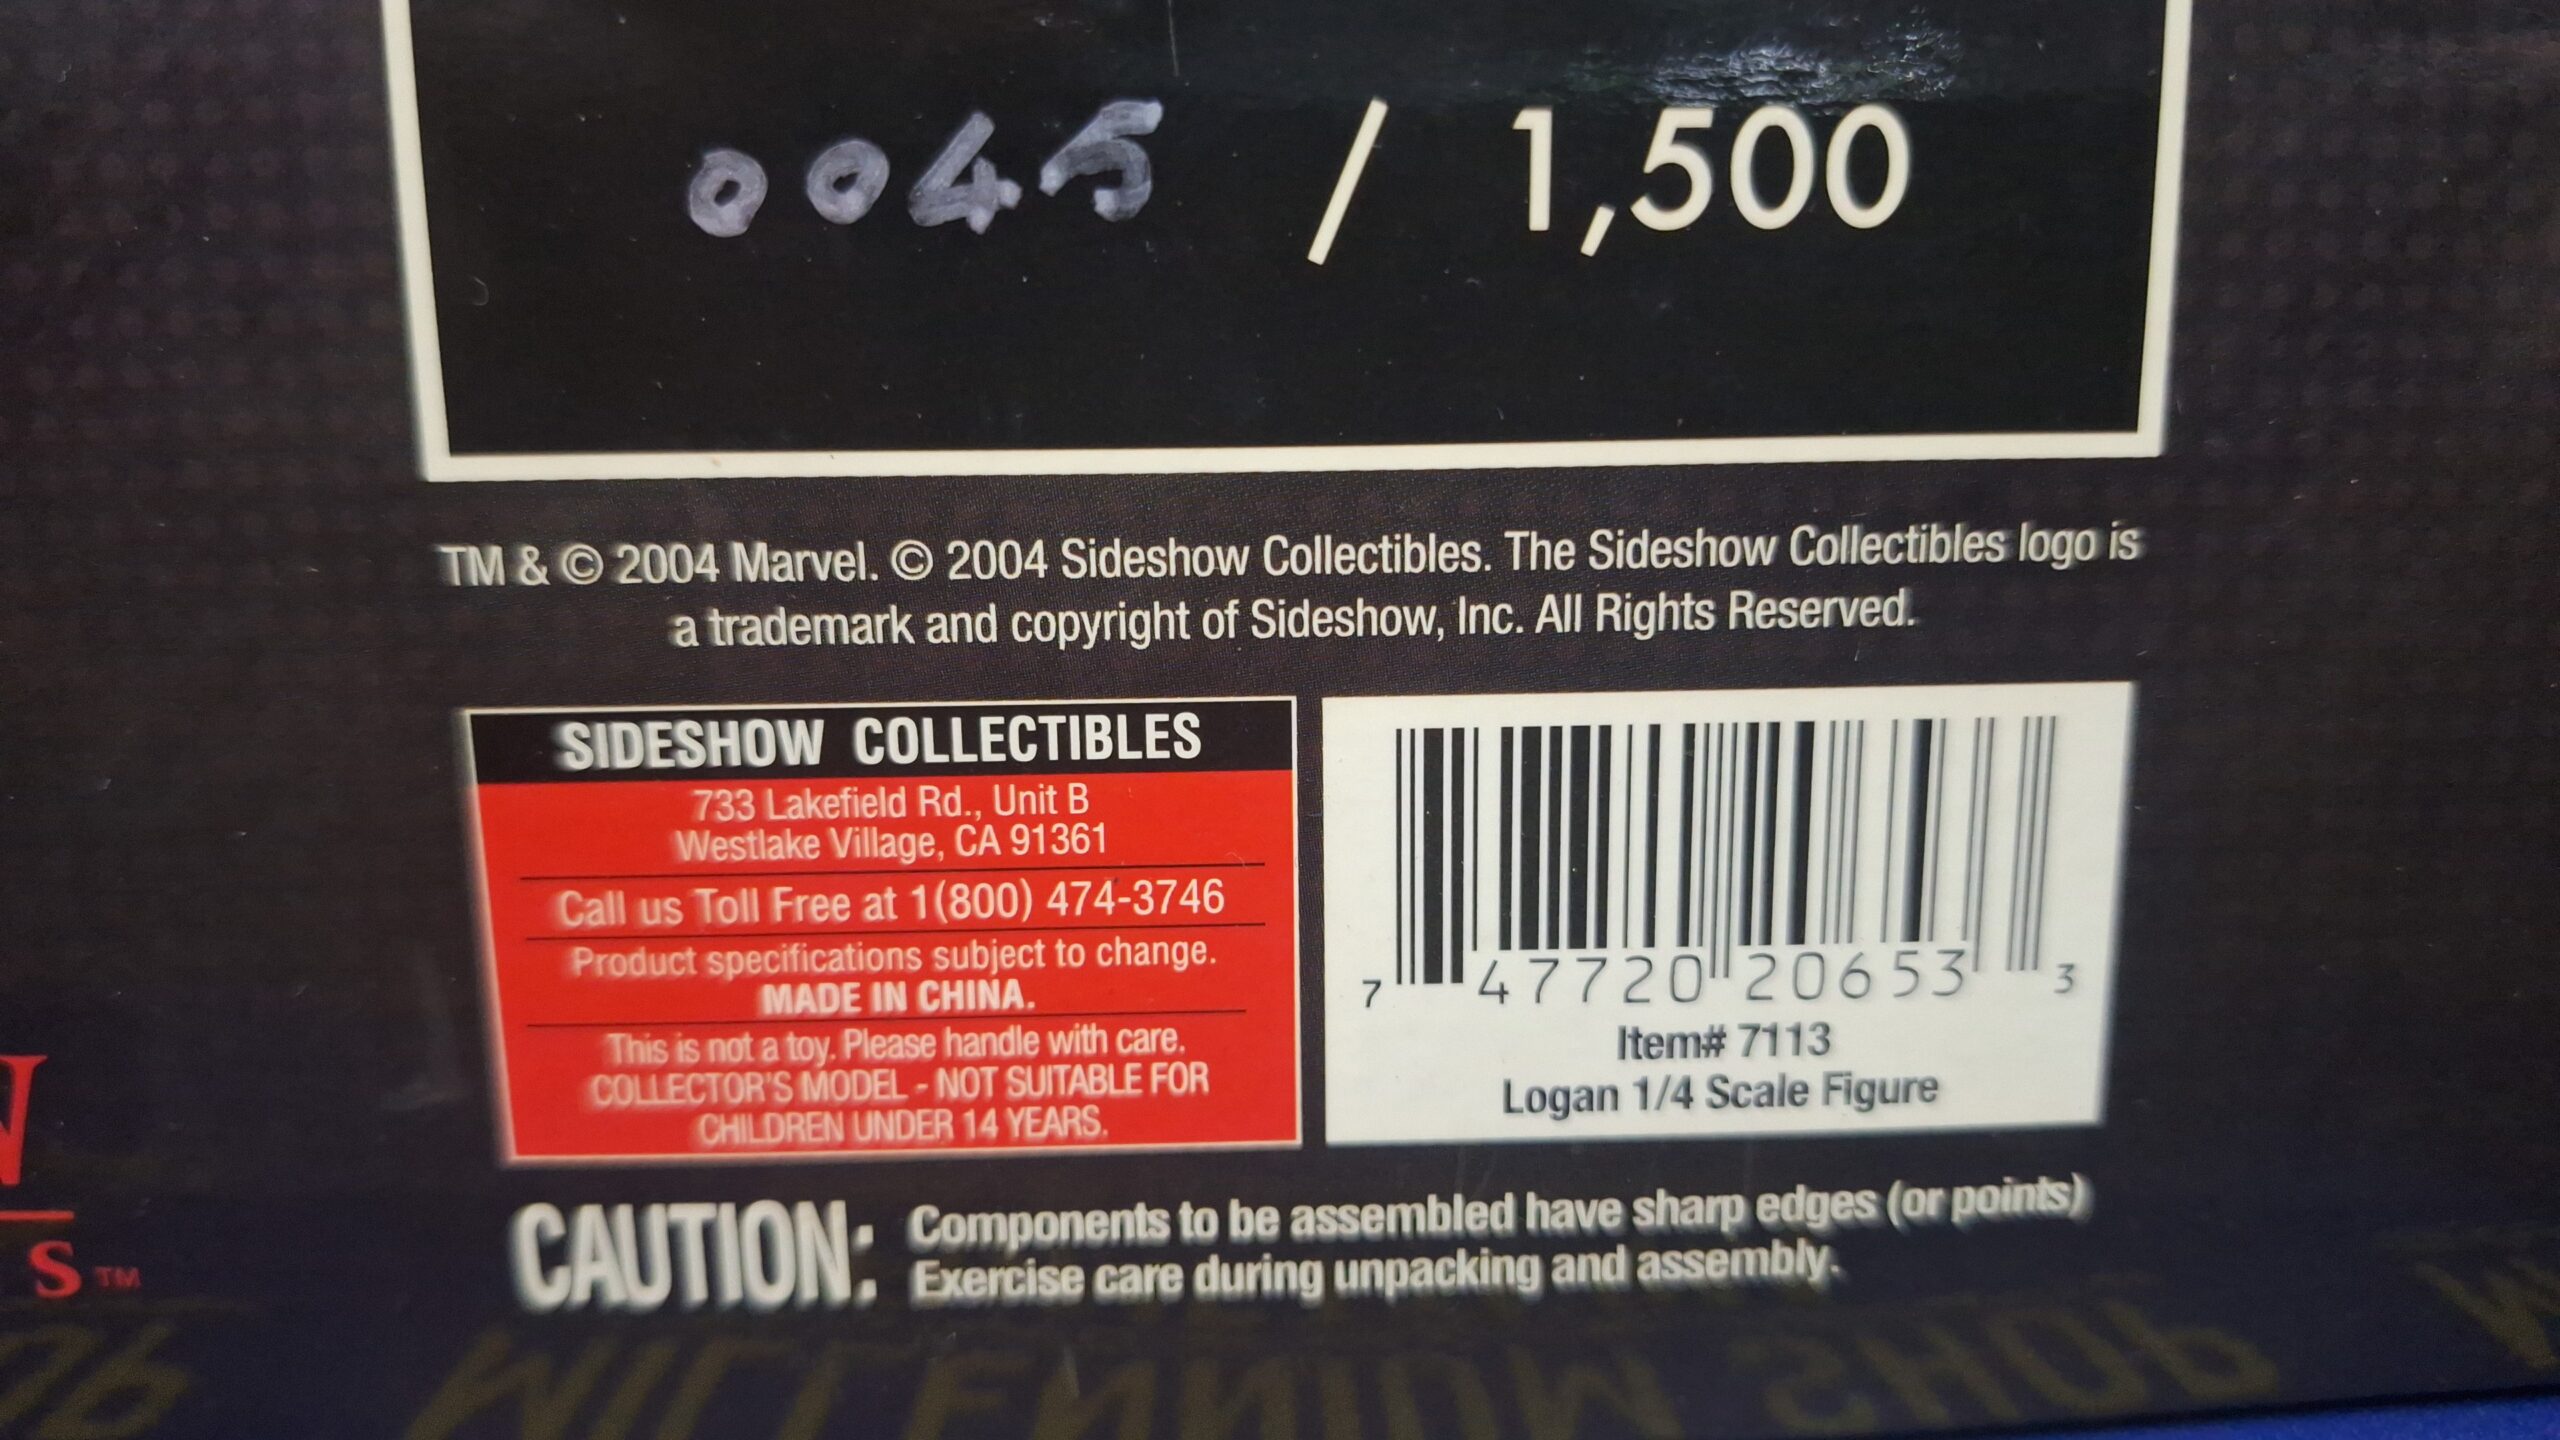 0045 / 1,500
TM & © 2004 Marvel. © 2004 Sideshow Collectibles. The Sideshow Collectibles logo is
a trademark and copyright of Sideshow, Inc. All Rights Reserved.
SIDESHOW COLLECTIBLES
733 Lakefield Rd., Unit B
Westlake Village, CA 91361
Call us Toll Free at 1(800) 474-3746
Product specifications subject to change.
MADE IN CHINA.
This is not a toy. Please handle with care.
COLLECTOR'S MODEL - NOT SUITABLE FOR
CHILDREN UNDER 14 YEARS.
7 47720 20653 3
Item# 7113
Logan 1/4 Scale Figure
CAUTION: Components to be assembled have sharp edges (or points)
Exercise care during unpacking and assembly.
S TM
MILLENNIUM SHOP